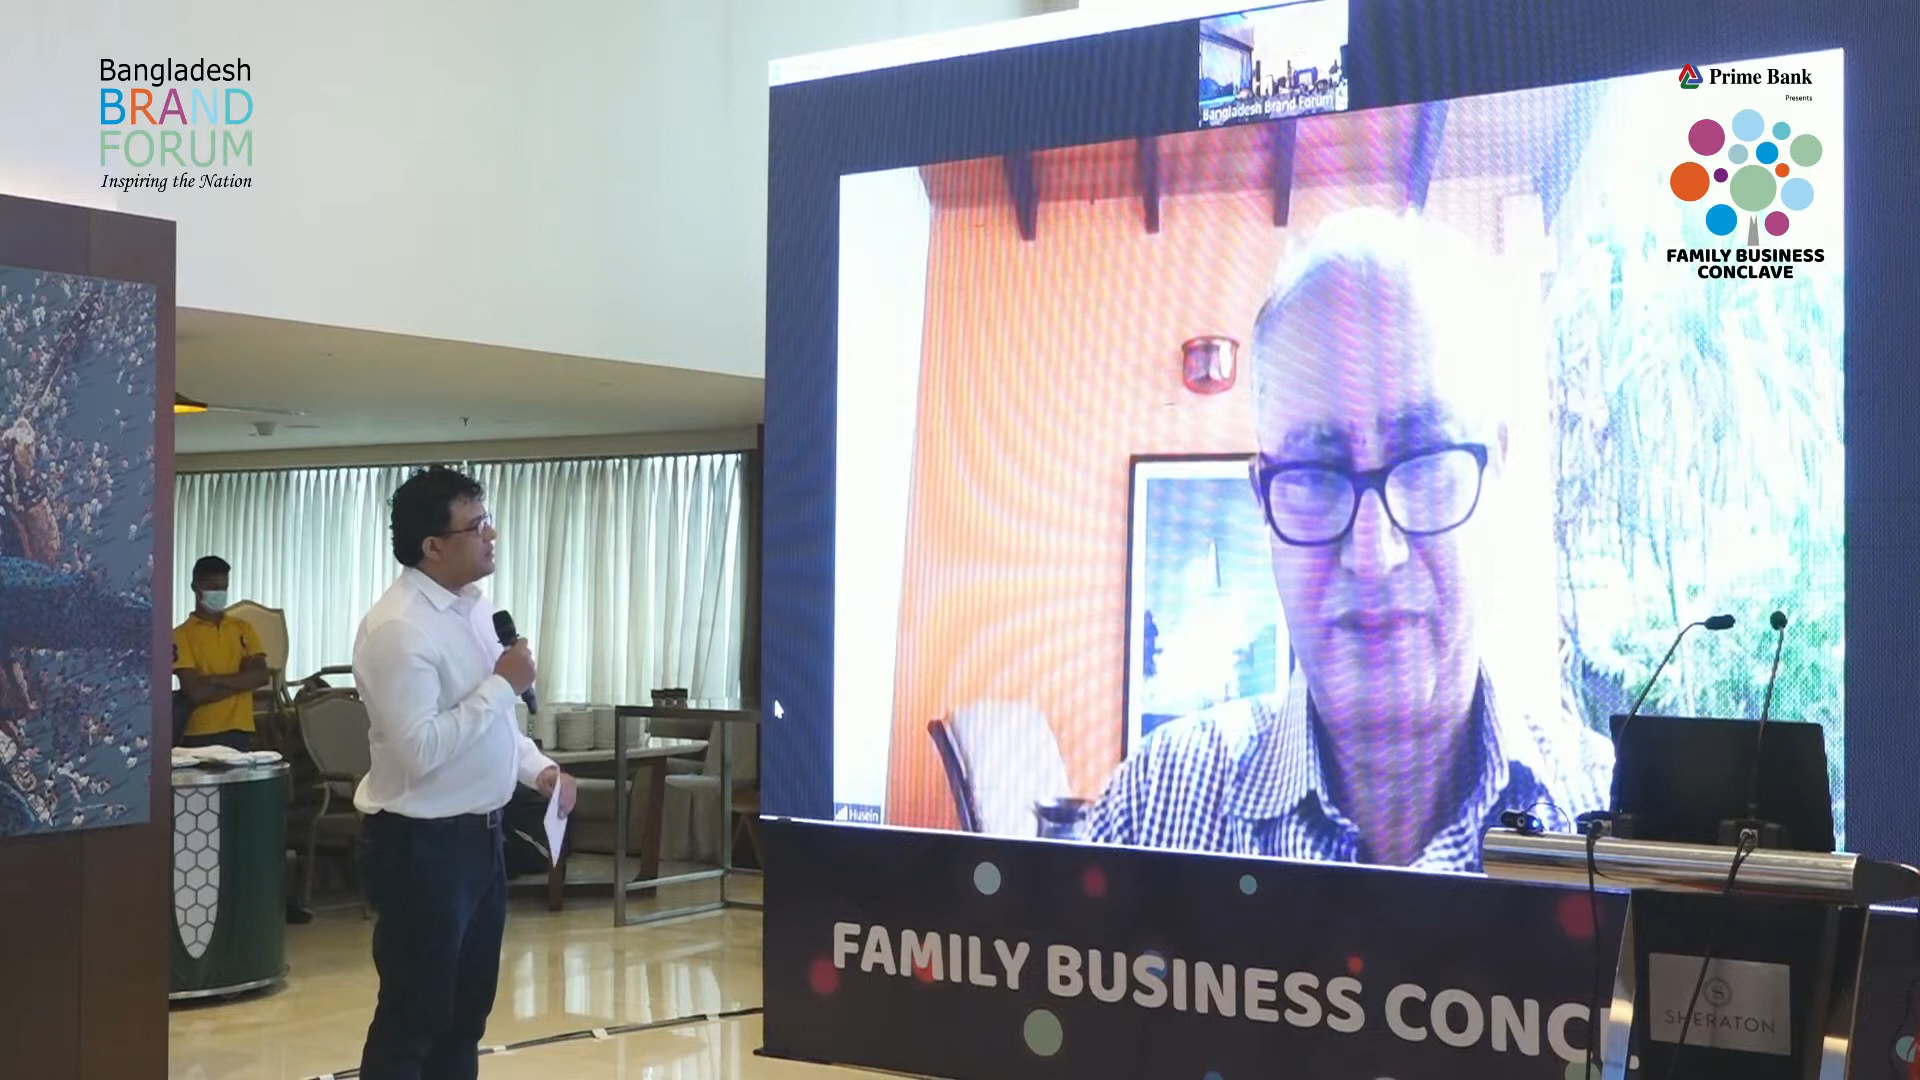 Bangladesh
BRAND
FORUM
Inspiring the Nation
Bangladesh Brand Forum
Prime Bank
Presents
FAMILY BUSINESS
CONCLAVE
Husein
FAMILY BUSINESS CONCL
SHERATON